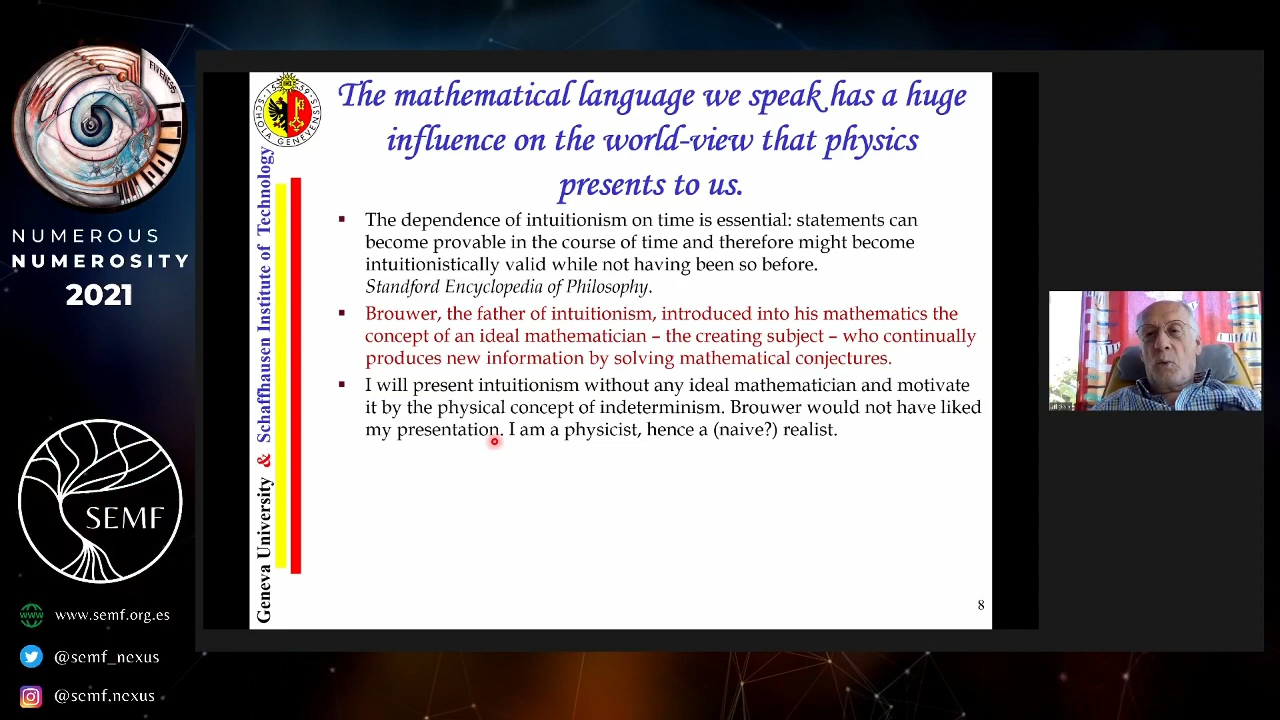 FIVENESS
NUMEROUS
NUMEROSITY
2021
SEMF
www.semf.org.es
@semf_nexus
@semf.nexus
SCHOLA GENEVENSIS
Geneva University & Schaffhausen Institute of Technology
The mathematical language we speak has a huge
influence on the world-view that physics
presents to us.
▪ The dependence of intuitionism on time is essential: statements can
become provable in the course of time and therefore might become
intuitionistically valid while not having been so before.
Standford Encyclopedia of Philosophy.
▪ Brouwer, the father of intuitionism, introduced into his mathematics the
concept of an ideal mathematician – the creating subject – who continually
produces new information by solving mathematical conjectures.
▪ I will present intuitionism without any ideal mathematician and motivate
it by the physical concept of indeterminism. Brouwer would not have liked
my presentation. I am a physicist, hence a (naive?) realist.
8